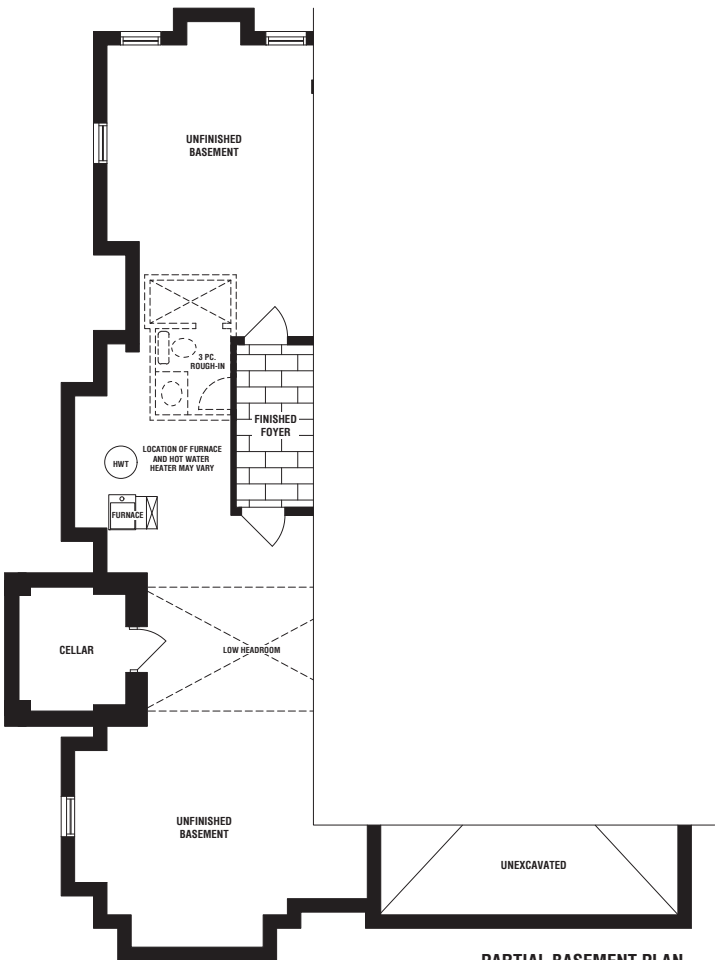 UNFINISHED
BASEMENT
3 PC.
ROUGH-IN
FINISHED
FOYER
LOCATION OF FURNACE
AND HOT WATER
HEATER MAY VARY
HWT
FURNACE
CELLAR
LOW HEADROOM
UNFINISHED
BASEMENT
UNEXCAVATED
PARTIAL BASEMENT PLAN